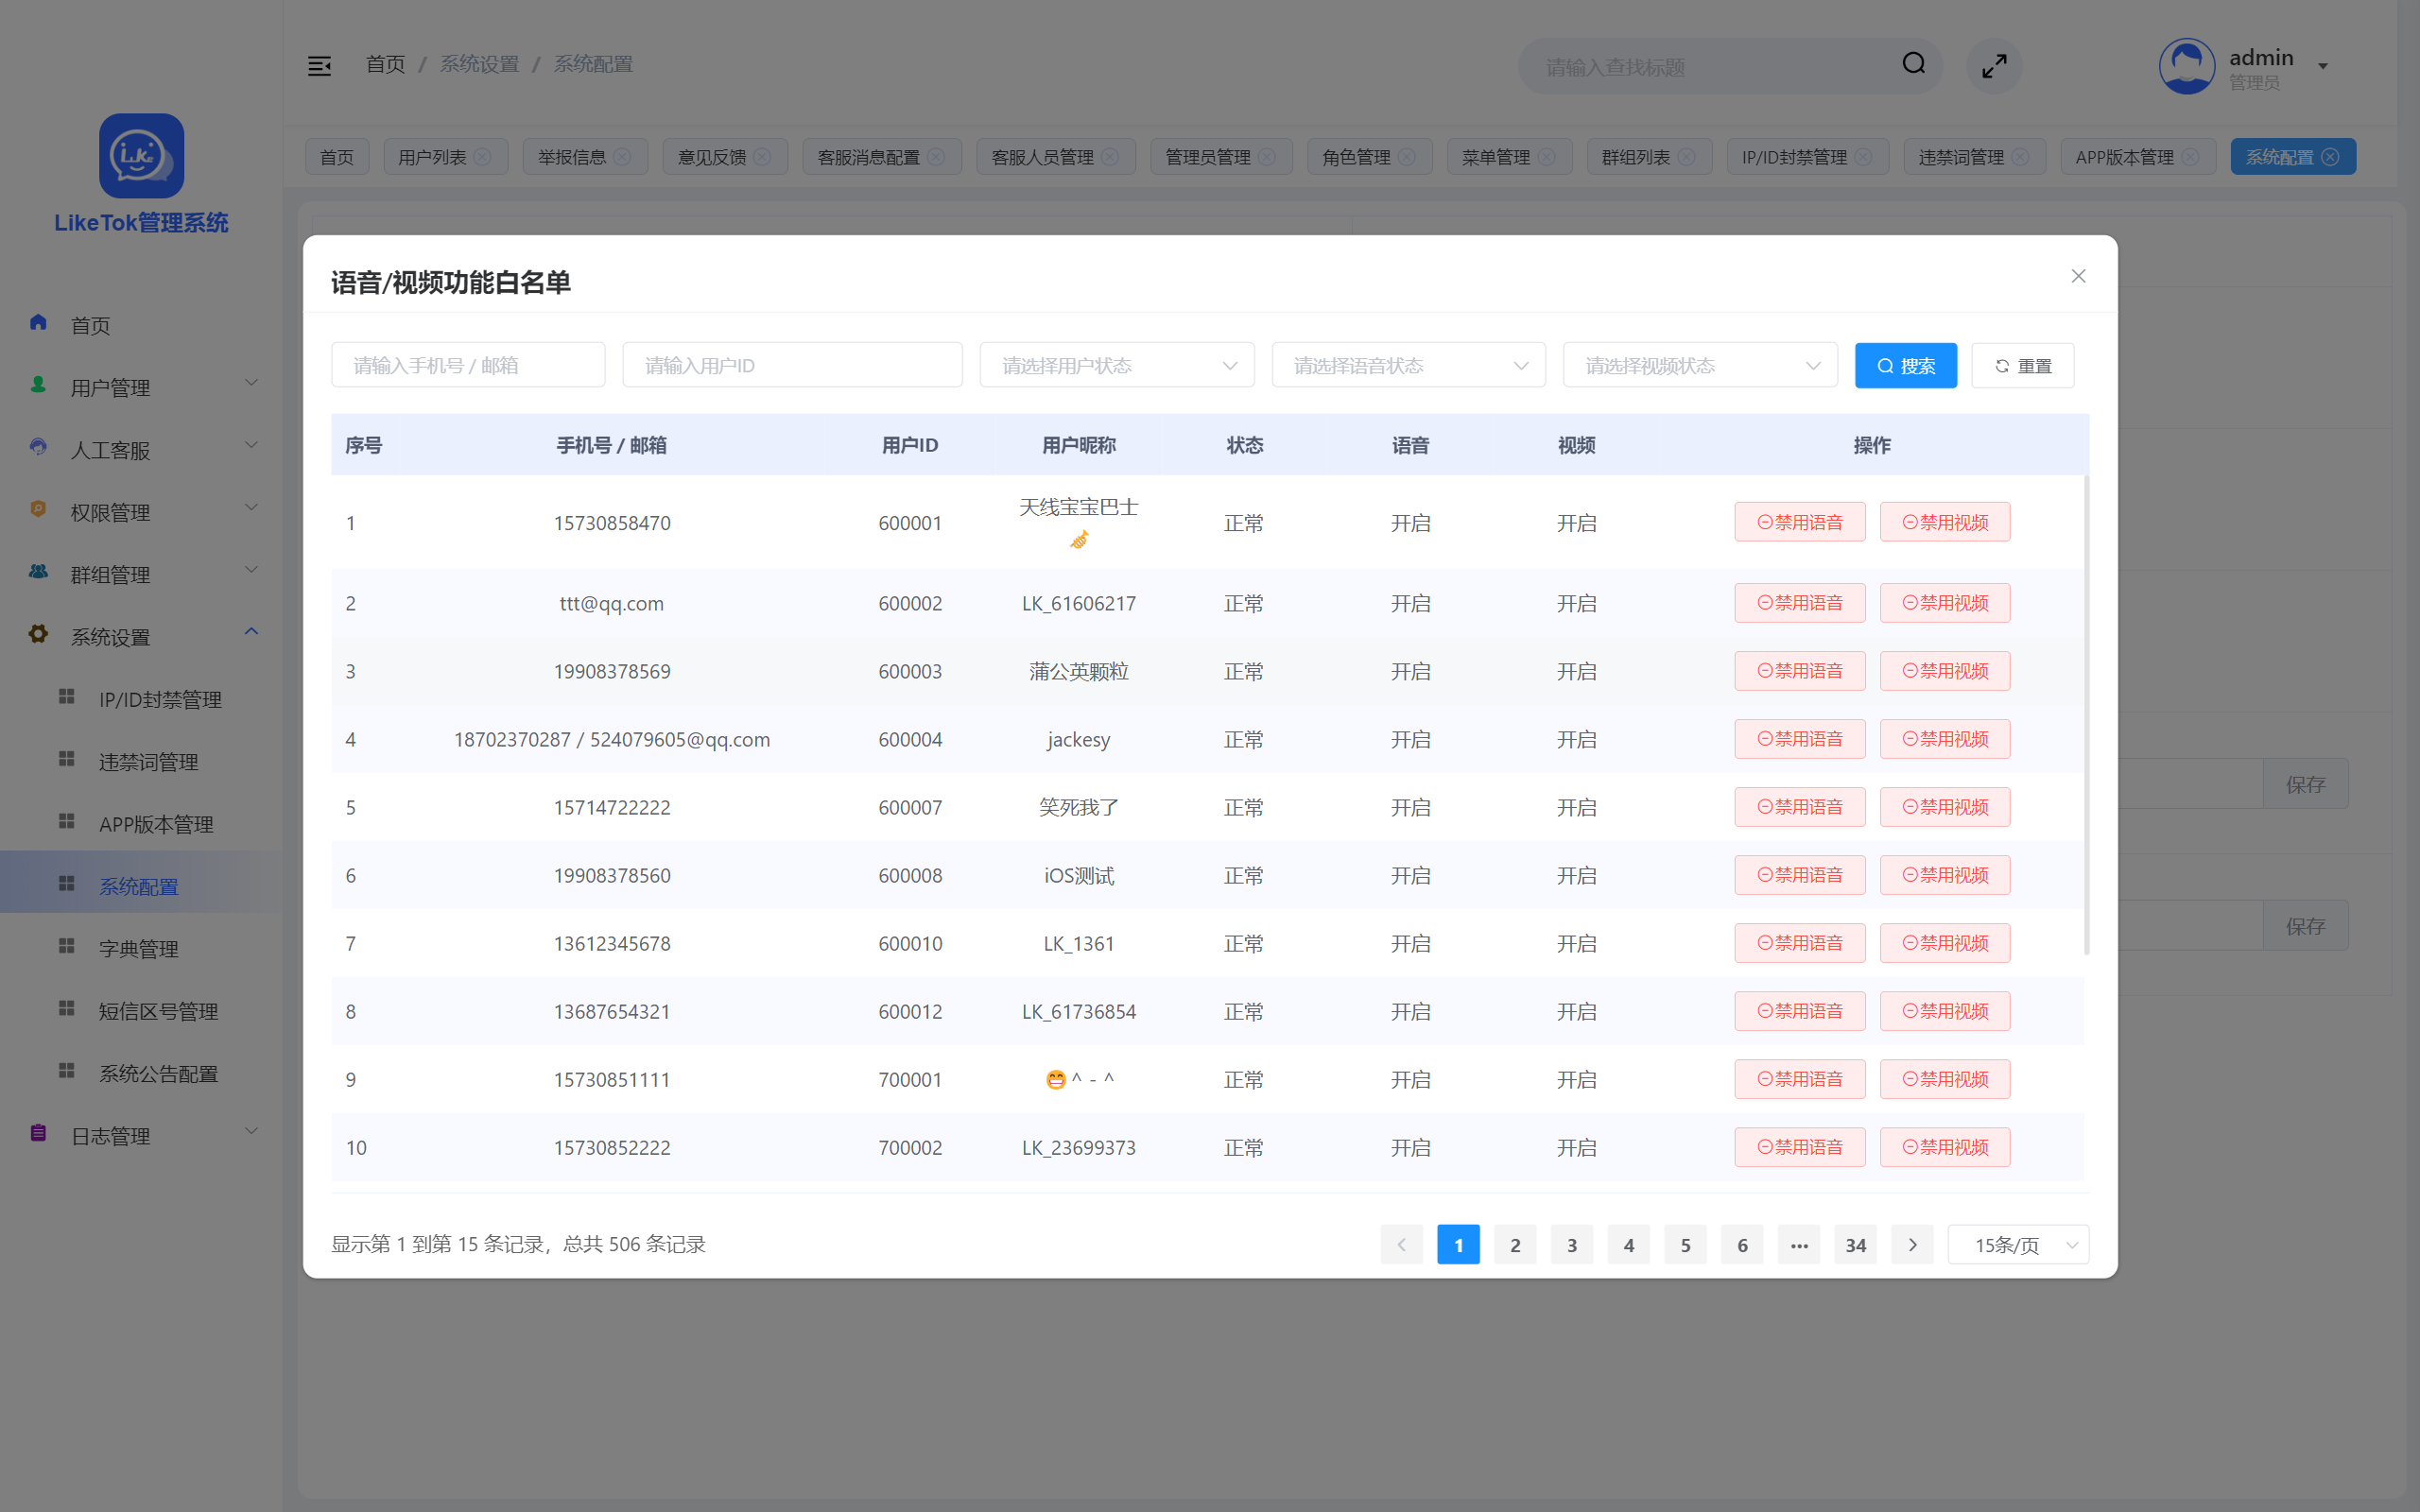 LikeTok管理系统
首页
用户管理
人工客服
权限管理
群组管理
系统设置
IP/ID封禁管理
违禁词管理
APP版本管理
系统配置
字典管理
短信区号管理
系统公告配置
日志管理
首页 / 系统设置 / 系统配置
请输入查找标题
admin
管理员
首页 用户列表 举报信息 意见反馈 客服消息配置 客服人员管理 管理员管理 角色管理 菜单管理 群组列表 IP/ID封禁管理 违禁词管理 APP版本管理 系统配置
语音/视频功能白名单
请输入手机号 / 邮箱 请输入用户ID 请选择用户状态 请选择语音状态 请选择视频状态 搜索 重置
序号 手机号 / 邮箱 用户ID 用户昵称 状态 语音 视频 操作
1 15730858470 600001 天线宝宝巴士🎺 正常 开启 开启 禁用语音 禁用视频
2 ttt@qq.com 600002 LK_61606217 正常 开启 开启 禁用语音 禁用视频
3 19908378569 600003 蒲公英颗粒 正常 开启 开启 禁用语音 禁用视频
4 18702370287 / 524079605@qq.com 600004 jackesy 正常 开启 开启 禁用语音 禁用视频
5 15714722222 600007 笑死我了 正常 开启 开启 禁用语音 禁用视频
6 19908378560 600008 iOS测试 正常 开启 开启 禁用语音 禁用视频
7 13612345678 600010 LK_1361 正常 开启 开启 禁用语音 禁用视频
8 13687654321 600012 LK_61736854 正常 开启 开启 禁用语音 禁用视频
9 15730851111 700001 😁^ - ^ 正常 开启 开启 禁用语音 禁用视频
10 15730852222 700002 LK_23699373 正常 开启 开启 禁用语音 禁用视频
显示第 1 到第 15 条记录，总共 506 条记录
1 2 3 4 5 6 ••• 34 15条/页
保存
保存